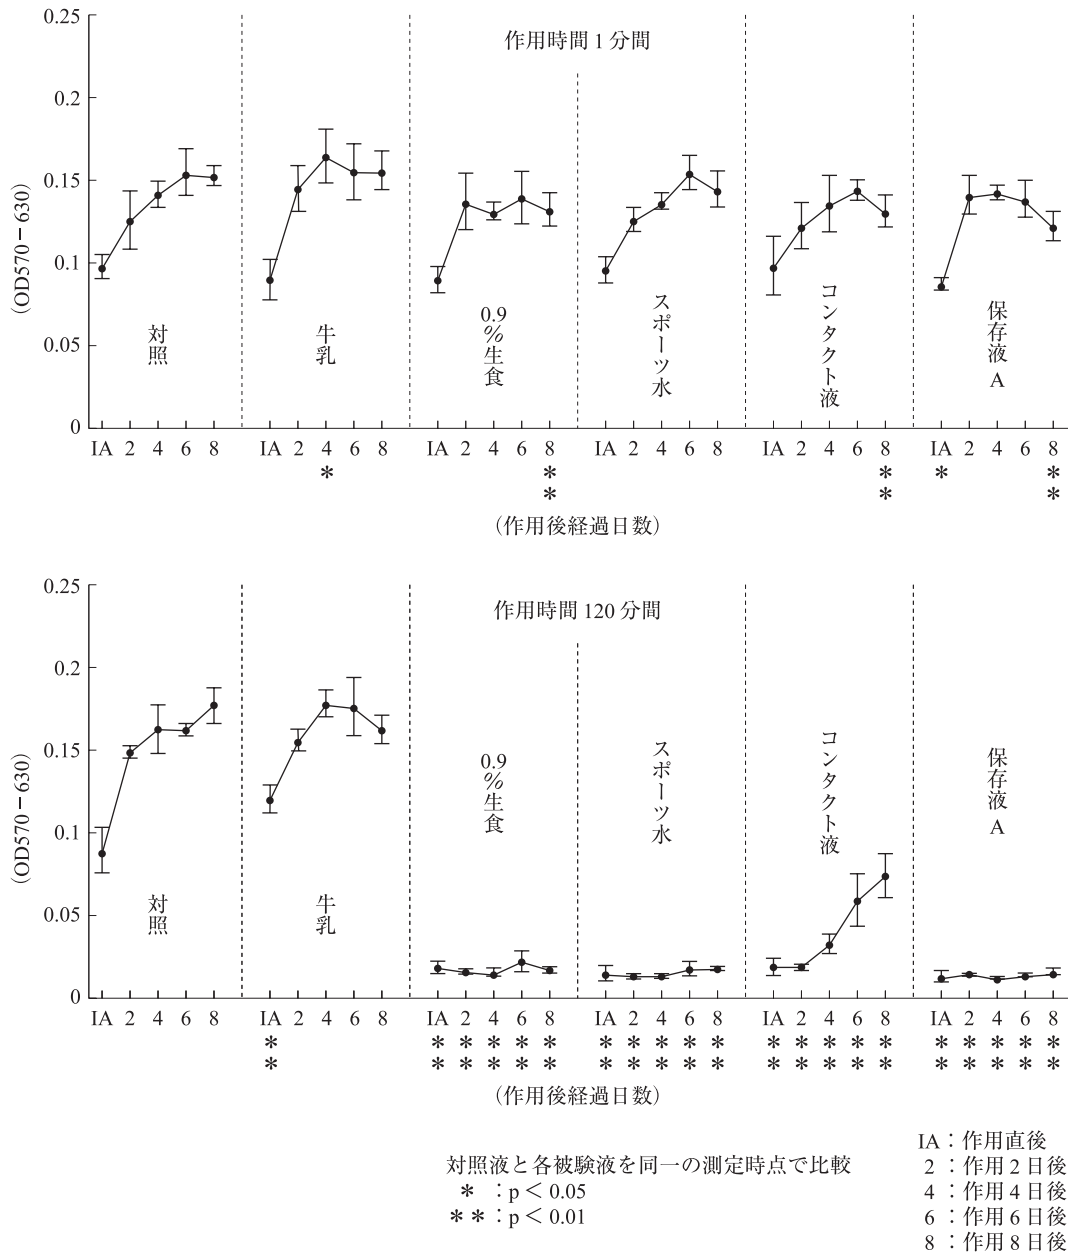 作用時間 1 分間
(OD570−630)
0.25
0.2
0.15
0.1
0.05
0
対照
牛乳
0.9%生食
スポーツ水
コンタクト液
保存液A
IA 2 4 6 8 IA 2 4 6 8 IA 2 4 6 8 IA 2 4 6 8 IA 2 4 6 8 IA 2 4 6 8
* ** ** * **
(作用後経過日数)
作用時間 120 分間
(OD570−630)
0.25
0.2
0.15
0.1
0.05
0
対照
牛乳
0.9%生食
スポーツ水
コンタクト液
保存液A
IA 2 4 6 8 IA 2 4 6 8 IA 2 4 6 8 IA 2 4 6 8 IA 2 4 6 8 IA 2 4 6 8
** ** ** ** ** ** ** ** ** ** ** ** ** ** ** ** ** ** ** ** **
(作用後経過日数)
対照液と各被験液を同一の測定時点で比較
* :p < 0.05
** :p < 0.01
IA:作用直後
2 :作用 2 日後
4 :作用 4 日後
6 :作用 6 日後
8 :作用 8 日後